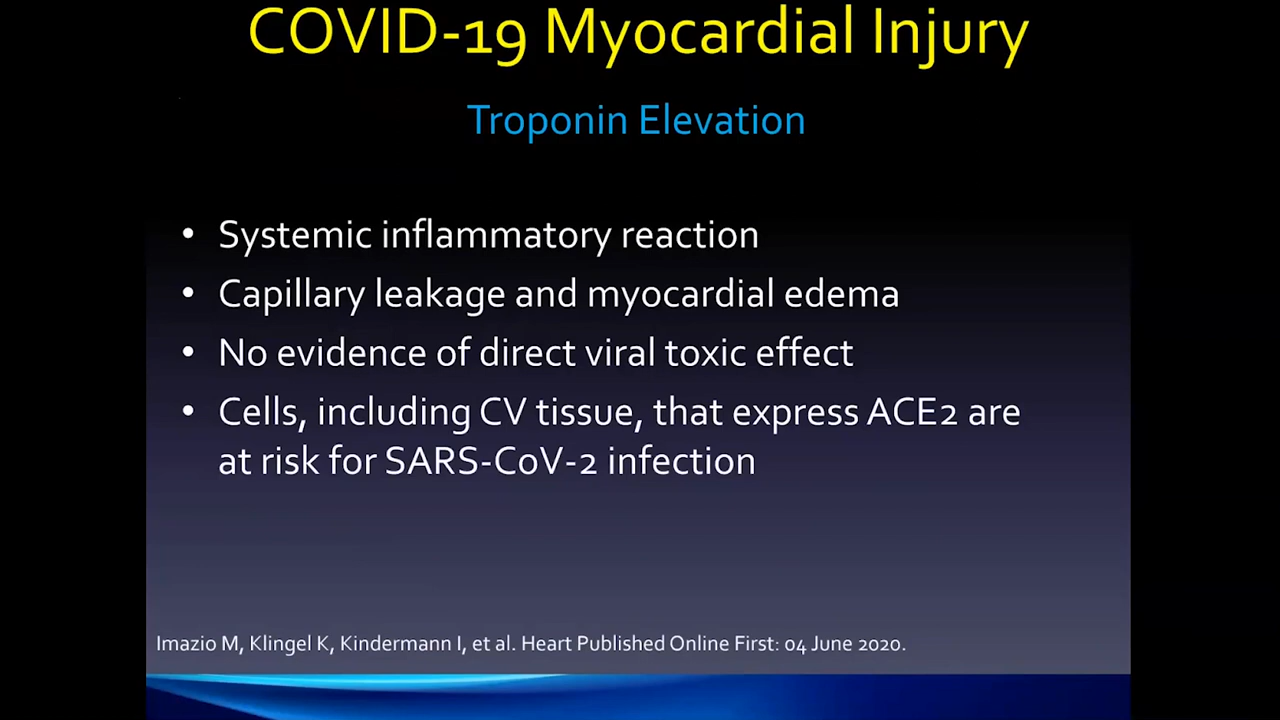 COVID-19 Myocardial Injury
Troponin Elevation
• Systemic inflammatory reaction
• Capillary leakage and myocardial edema
• No evidence of direct viral toxic effect
• Cells, including CV tissue, that express ACE2 are
at risk for SARS-CoV-2 infection
Imazio M, Klingel K, Kindermann I, et al. Heart Published Online First: 04 June 2020.